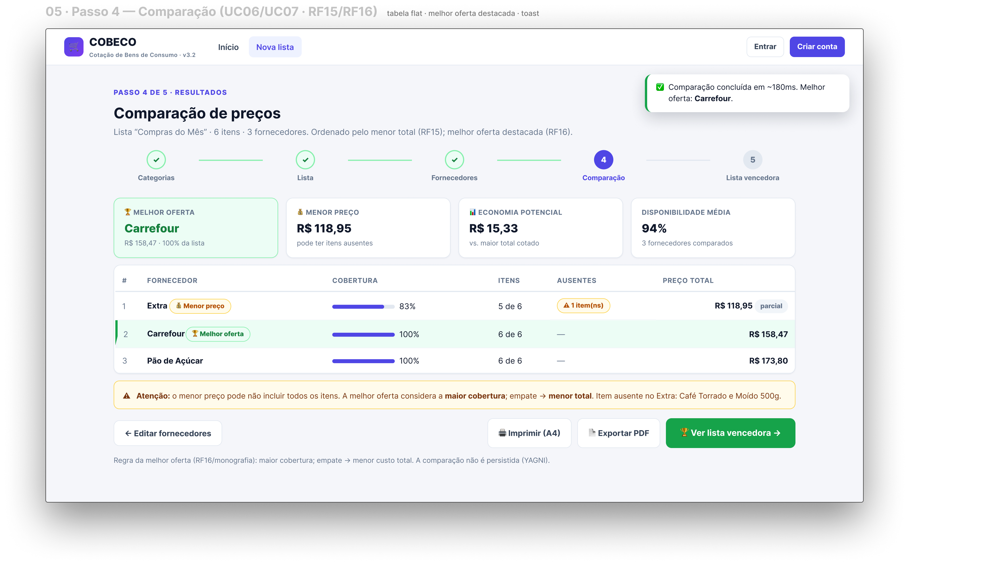 05 · Passo 4 — Comparação (UC06/UC07 · RF15/RF16) tabela flat · melhor oferta destacada · toast
COBECO
Cotação de Bens de Consumo · v3.2
Início
Nova lista
Entrar
Criar conta
✅ Comparação concluída em ~180ms. Melhor
oferta: Carrefour.
PASSO 4 DE 5 · RESULTADOS
Comparação de preços
Lista “Compras do Mês” · 6 itens · 3 fornecedores. Ordenado pelo menor total (RF15); melhor oferta destacada (RF16).
✓ ✓ ✓ 4 5
Categorias Lista Fornecedores Comparação Lista vencedora
🏆 MELHOR OFERTA
Carrefour
R$ 158,47 · 100% da lista
💰 MENOR PREÇO
R$ 118,95
pode ter itens ausentes
📊 ECONOMIA POTENCIAL
R$ 15,33
vs. maior total cotado
DISPONIBILIDADE MÉDIA
94%
3 fornecedores comparados
# FORNECEDOR COBERTURA ITENS AUSENTES PREÇO TOTAL
1 Extra 💰 Menor preço 83% 5 de 6 ⚠ 1 item(ns) R$ 118,95 parcial
2 Carrefour 🏆 Melhor oferta 100% 6 de 6 — R$ 158,47
3 Pão de Açúcar 100% 6 de 6 — R$ 173,80
⚠ Atenção: o menor preço pode não incluir todos os itens. A melhor oferta considera a maior cobertura; empate → menor total. Item ausente no Extra: Café Torrado e Moído 500g.
← Editar fornecedores
🖨 Imprimir (A4)
📄 Exportar PDF
🏆 Ver lista vencedora →
Regra da melhor oferta (RF16/monografia): maior cobertura; empate → menor custo total. A comparação não é persistida (YAGNI).